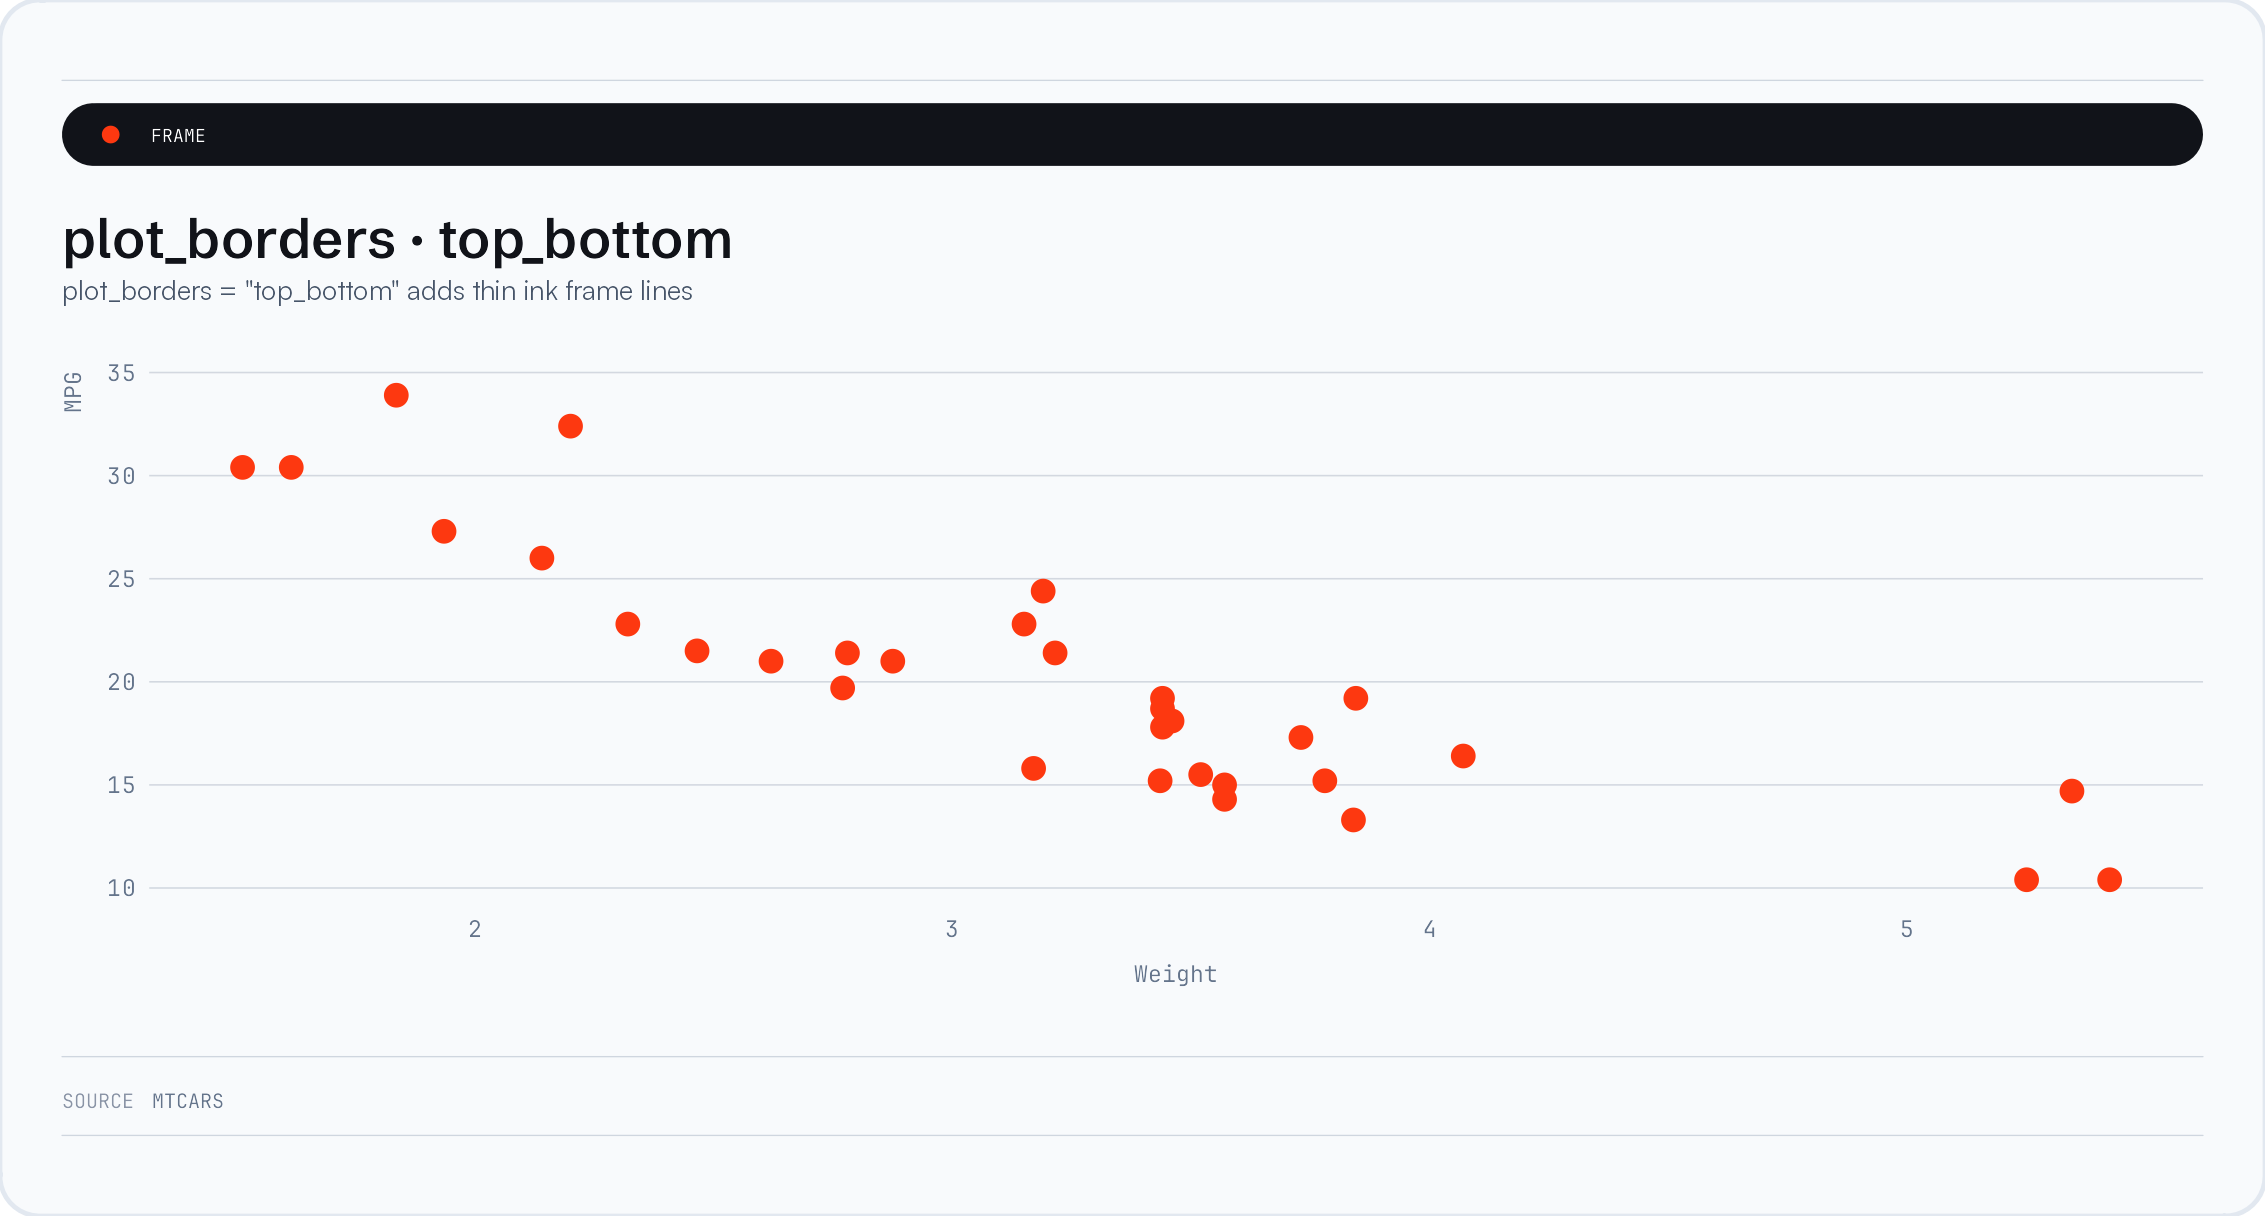 FRAME
plot_borders · top_bottom
plot_borders = "top_bottom" adds thin ink frame lines
MPG
35
30
25
20
15
10
2 3 4 5
Weight
SOURCE MTCARS